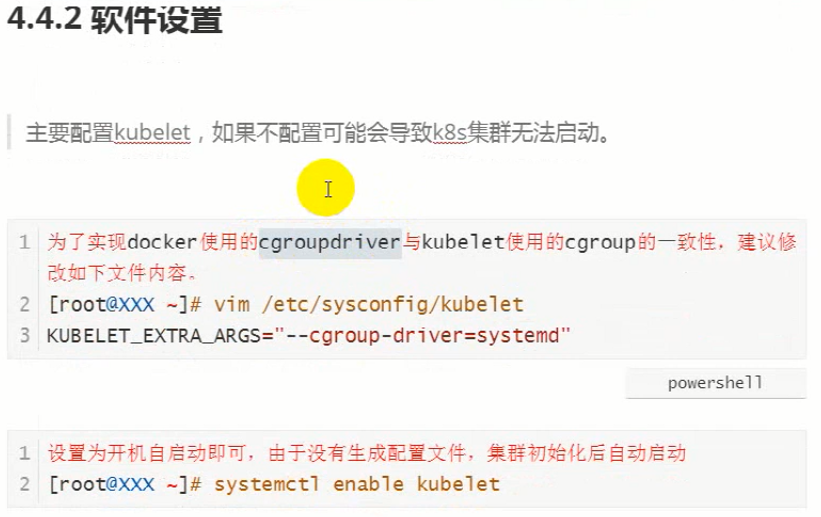 4.4.2 软件设置
主要配置kubelet，如果不配置可能会导致k8s集群无法启动。
1 为了实现docker使用的cgroupdriver与kubelet使用的cgroup的一致性，建议修
改如下文件内容。
2 [root@XXX ~]# vim /etc/sysconfig/kubelet
3 KUBELET_EXTRA_ARGS="--cgroup-driver=systemd"
powershell
1 设置为开机自启动即可，由于没有生成配置文件，集群初始化后自动启动
2 [root@XXX ~]# systemctl enable kubelet